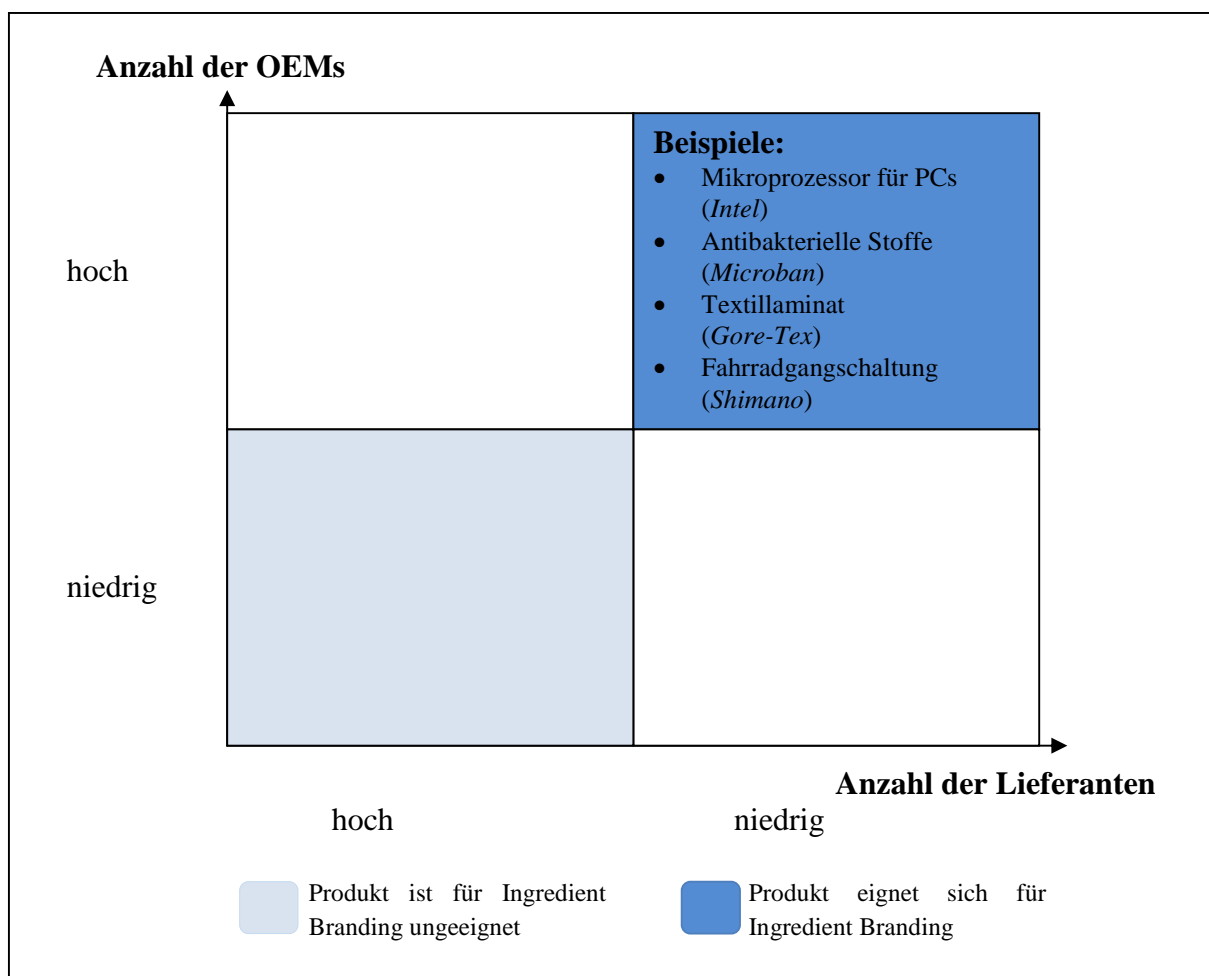 Anzahl der OEMs
Beispiele:
• Mikroprozessor für PCs
(Intel)
• Antibakterielle Stoffe
(Microban)
• Textillaminat
(Gore-Tex)
• Fahrradgangschaltung
(Shimano)
hoch
niedrig
Anzahl der Lieferanten
hoch
niedrig
Produkt ist für Ingredient
Branding ungeeignet
Produkt eignet sich für
Ingredient Branding